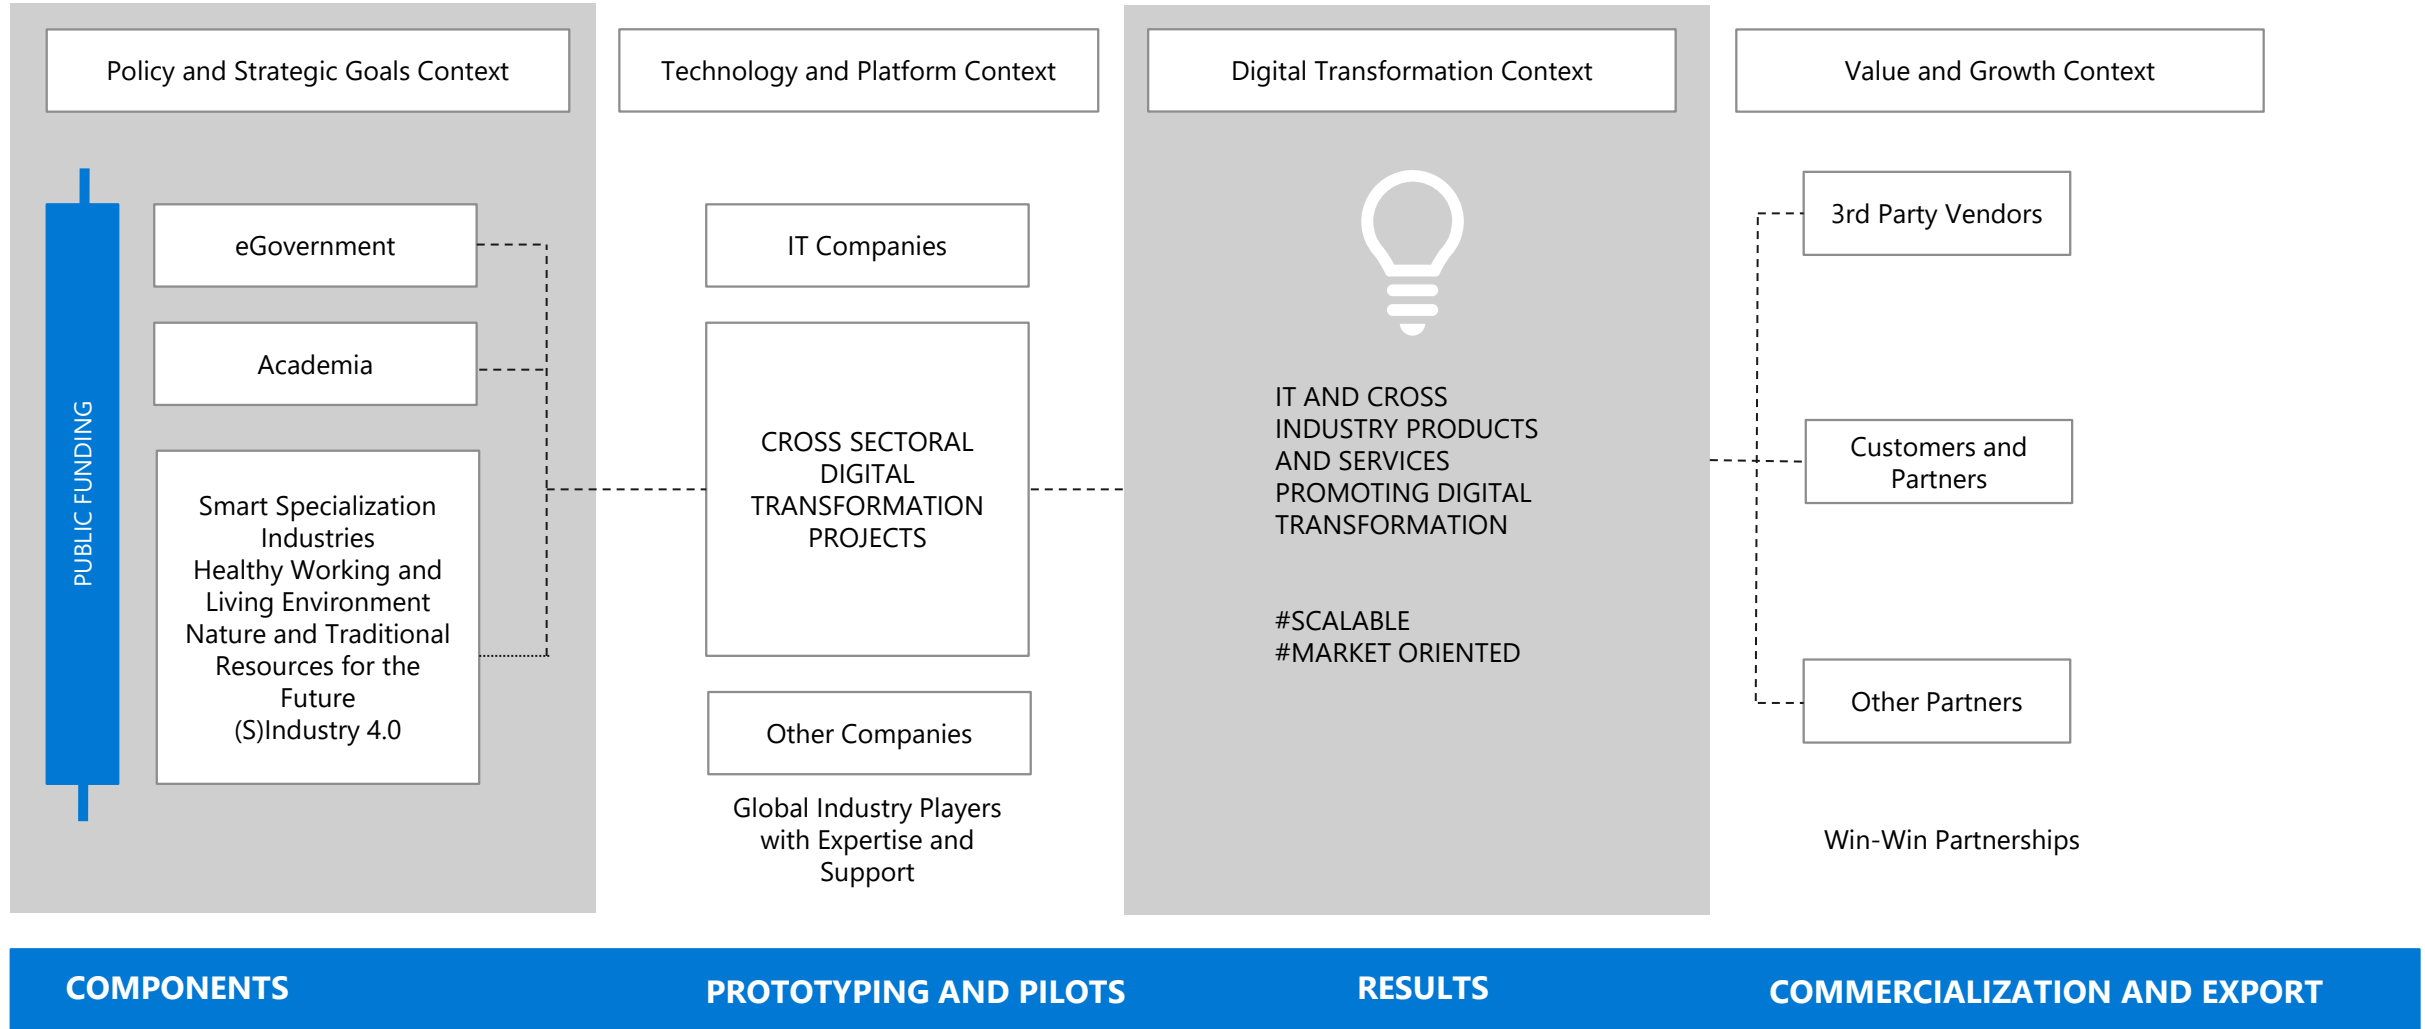 Policy and Strategic Goals Context
Technology and Platform Context
Digital Transformation Context
Value and Growth Context
PUBLIC FUNDING
eGovernment
Academia
Smart Specialization
Industries
Healthy Working and
Living Environment
Nature and Traditional
Resources for the
Future
(S)Industry 4.0
IT Companies
CROSS SECTORAL
DIGITAL
TRANSFORMATION
PROJECTS
Other Companies
Global Industry Players
with Expertise and
Support
IT AND CROSS
INDUSTRY PRODUCTS
AND SERVICES
PROMOTING DIGITAL
TRANSFORMATION
#SCALABLE
#MARKET ORIENTED
3rd Party Vendors
Customers and
Partners
Other Partners
Win-Win Partnerships
COMPONENTS
PROTOTYPING AND PILOTS
RESULTS
COMMERCIALIZATION AND EXPORT